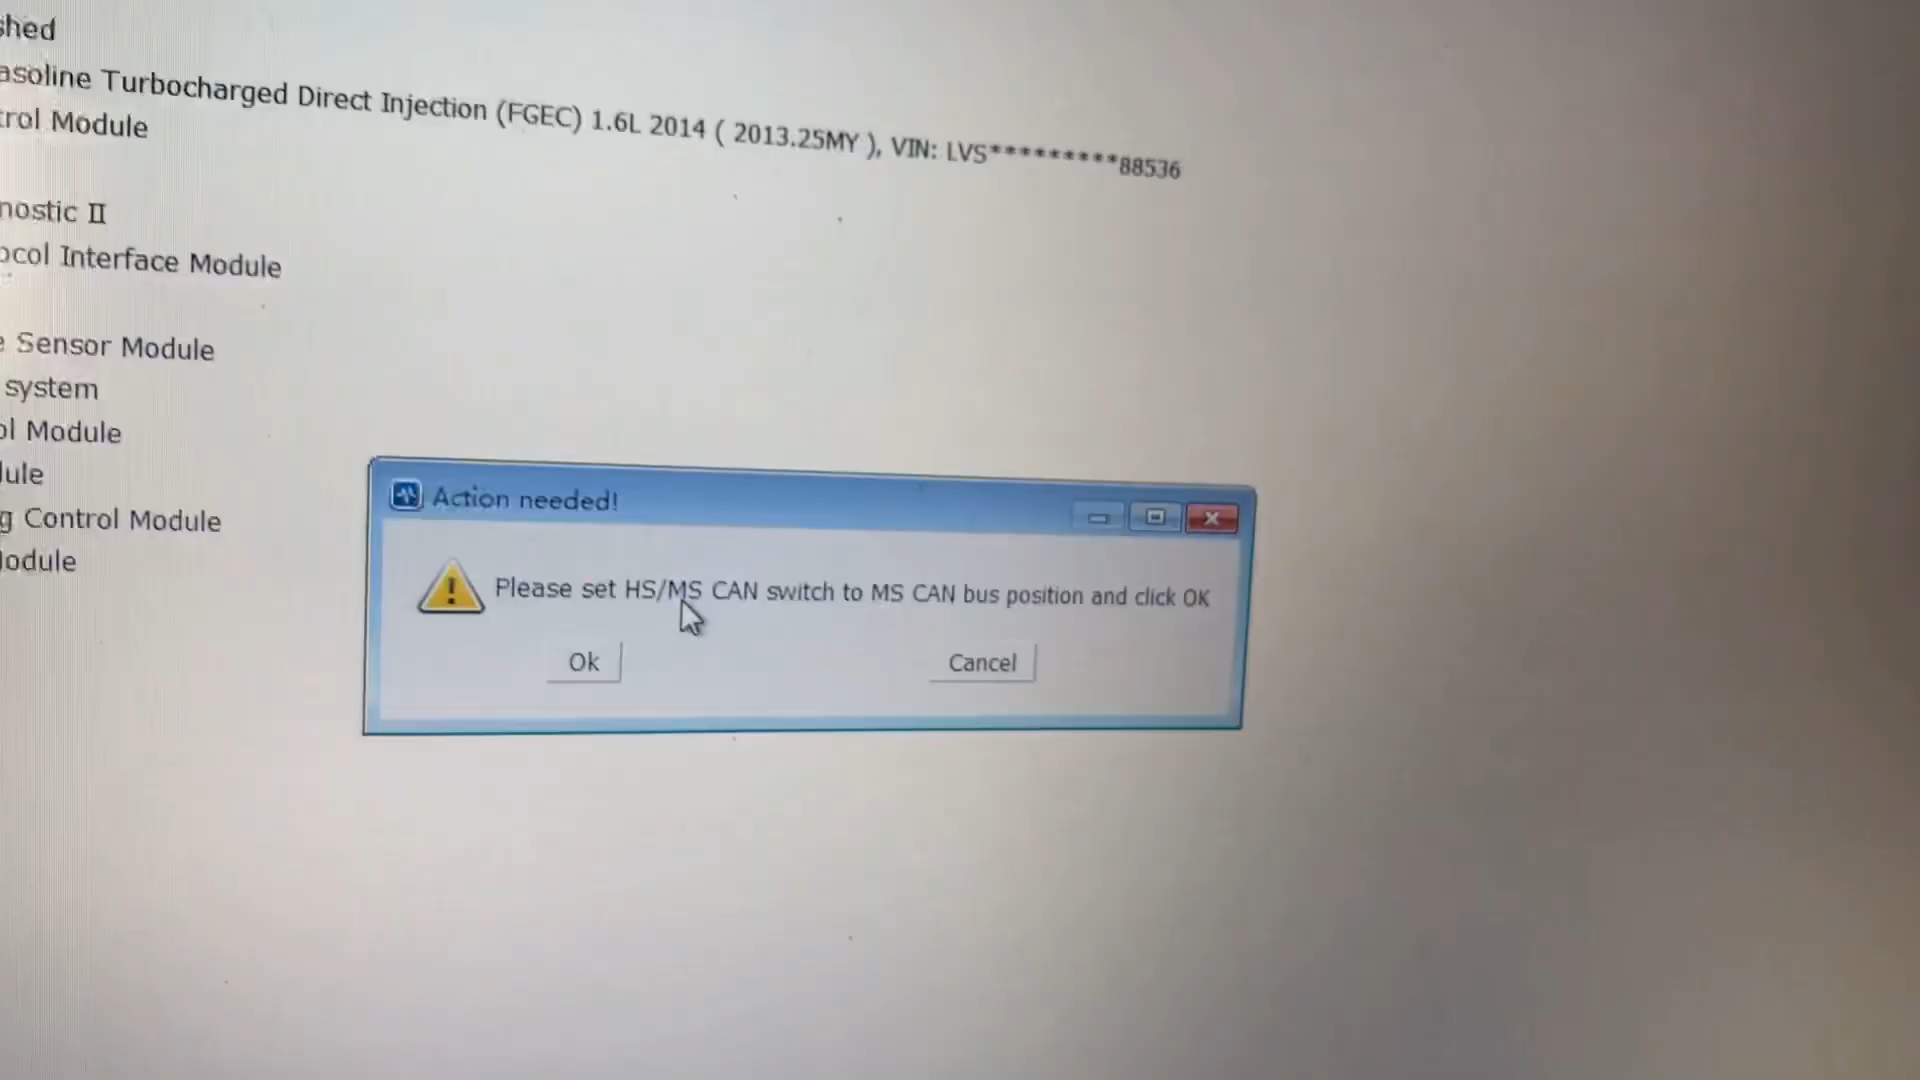 shed
asoline Turbocharged Direct Injection (FGEC) 1.6L 2014 ( 2013.25MY ), VIN: LVS*********88536
trol Module
nostic II
ocol Interface Module
e Sensor Module
system
ol Module
dule
g Control Module
Module
Action needed!
Please set HS/MS CAN switch to MS CAN bus position and click OK
Ok
Cancel